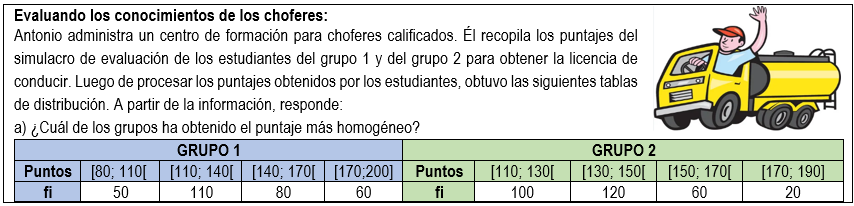 Evaluando los conocimientos de los choferes:
Antonio administra un centro de formación para choferes calificados. Él recopila los puntajes del
simulacro de evaluación de los estudiantes del grupo 1 y del grupo 2 para obtener la licencia de
conducir. Luego de procesar los puntajes obtenidos por los estudiantes, obtuvo las siguientes tablas
de distribución. A partir de la información, responde:
a) ¿Cuál de los grupos ha obtenido el puntaje más homogéneo?
GRUPO 1 GRUPO 2
Puntos [80; 110[ [110; 140[ [140; 170[ [170;200] Puntos [110; 130[ [130; 150[ [150; 170[ [170; 190]
fi 50 110 80 60 fi 100 120 60 20